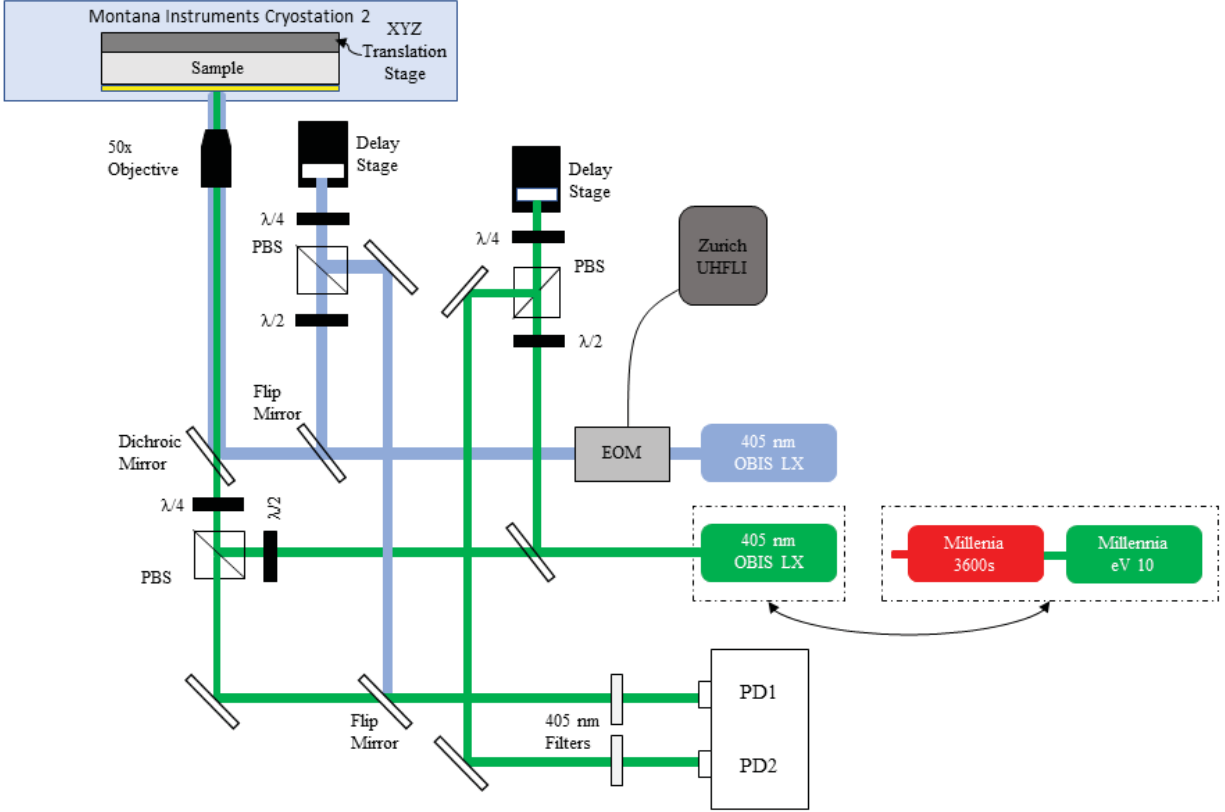 Montana Instruments Cryostation 2
XYZ
Translation
Stage
Sample
50x
Objective
Delay
Stage
Delay
Stage
λ/4
PBS
λ/2
λ/4
PBS
λ/2
Zurich
UHFLI
Flip
Mirror
Dichroic
Mirror
EOM
405 nm
OBIS LX
λ/4
λ/2
PBS
405 nm
OBIS LX
Millenia
3600s
Millennia
eV 10
Flip
Mirror
405 nm
Filters
PD1
PD2